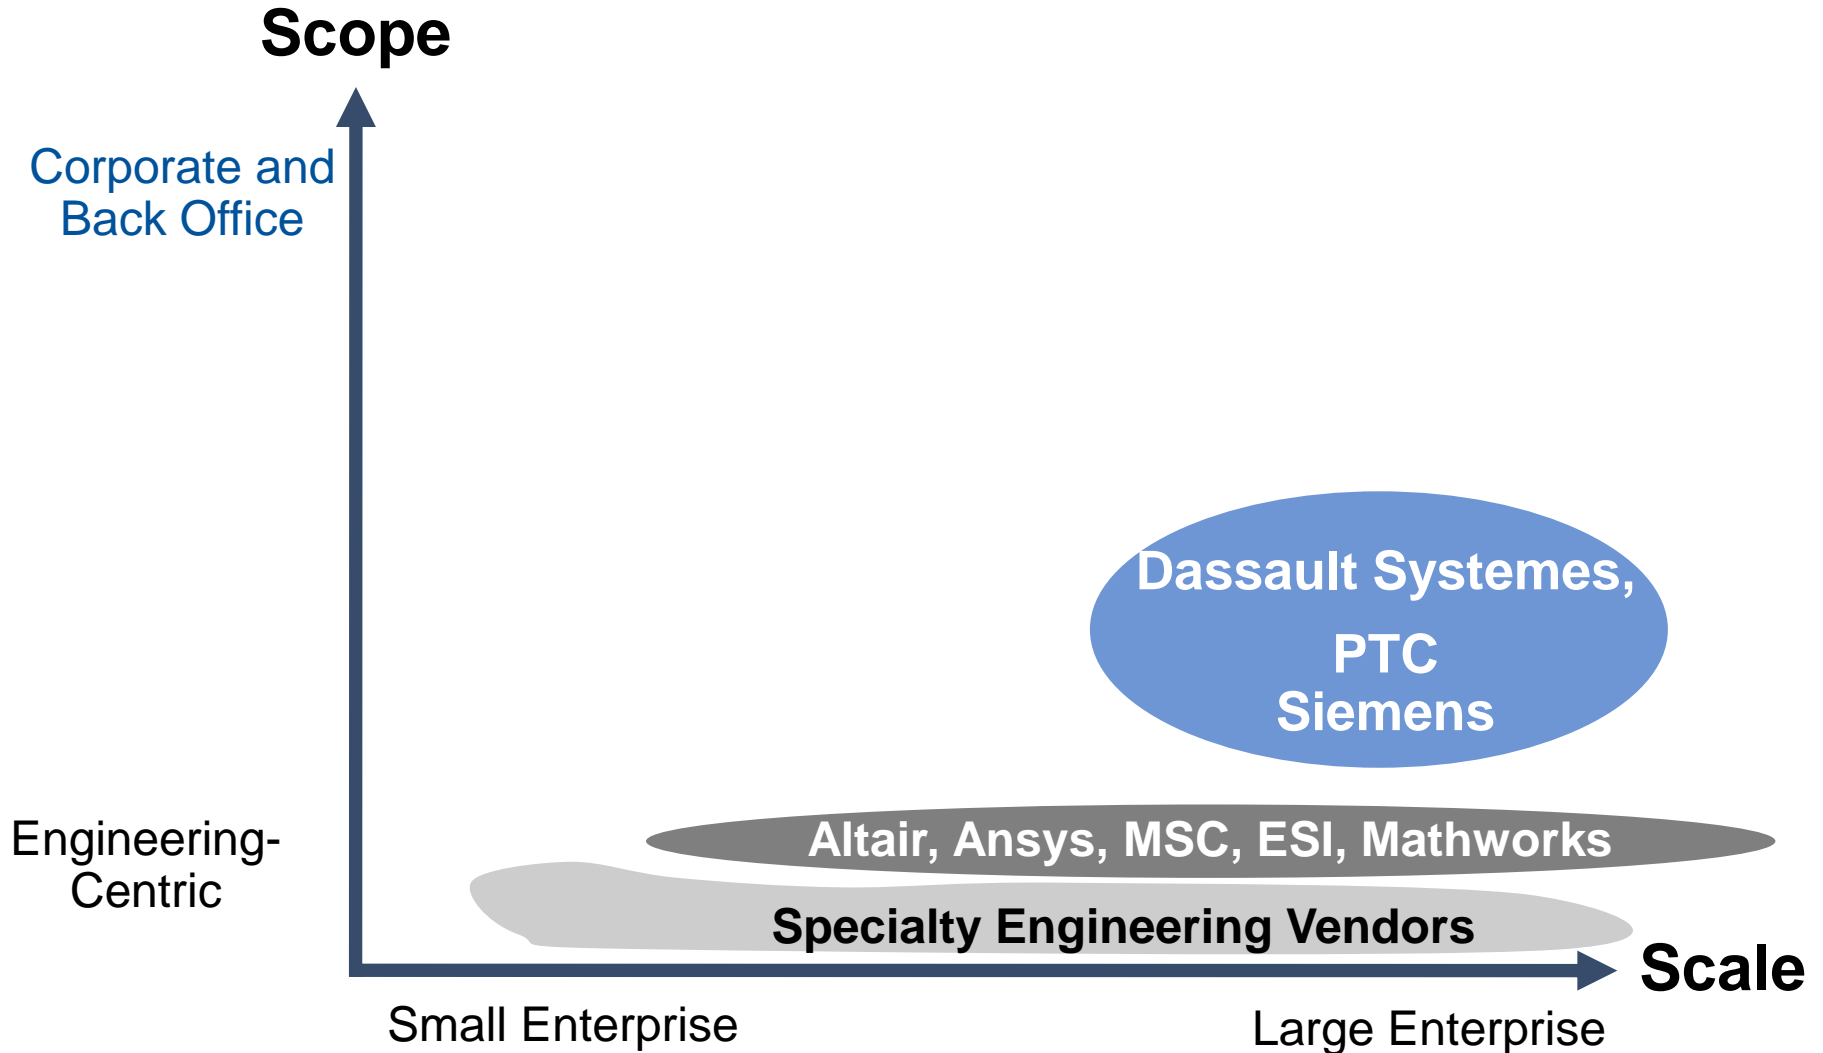 Scope
Corporate and
Back Office
Dassault Systemes,
PTC
Siemens
Engineering-
Centric
Altair, Ansys, MSC, ESI, Mathworks
Specialty Engineering Vendors
Scale
Small Enterprise
Large Enterprise